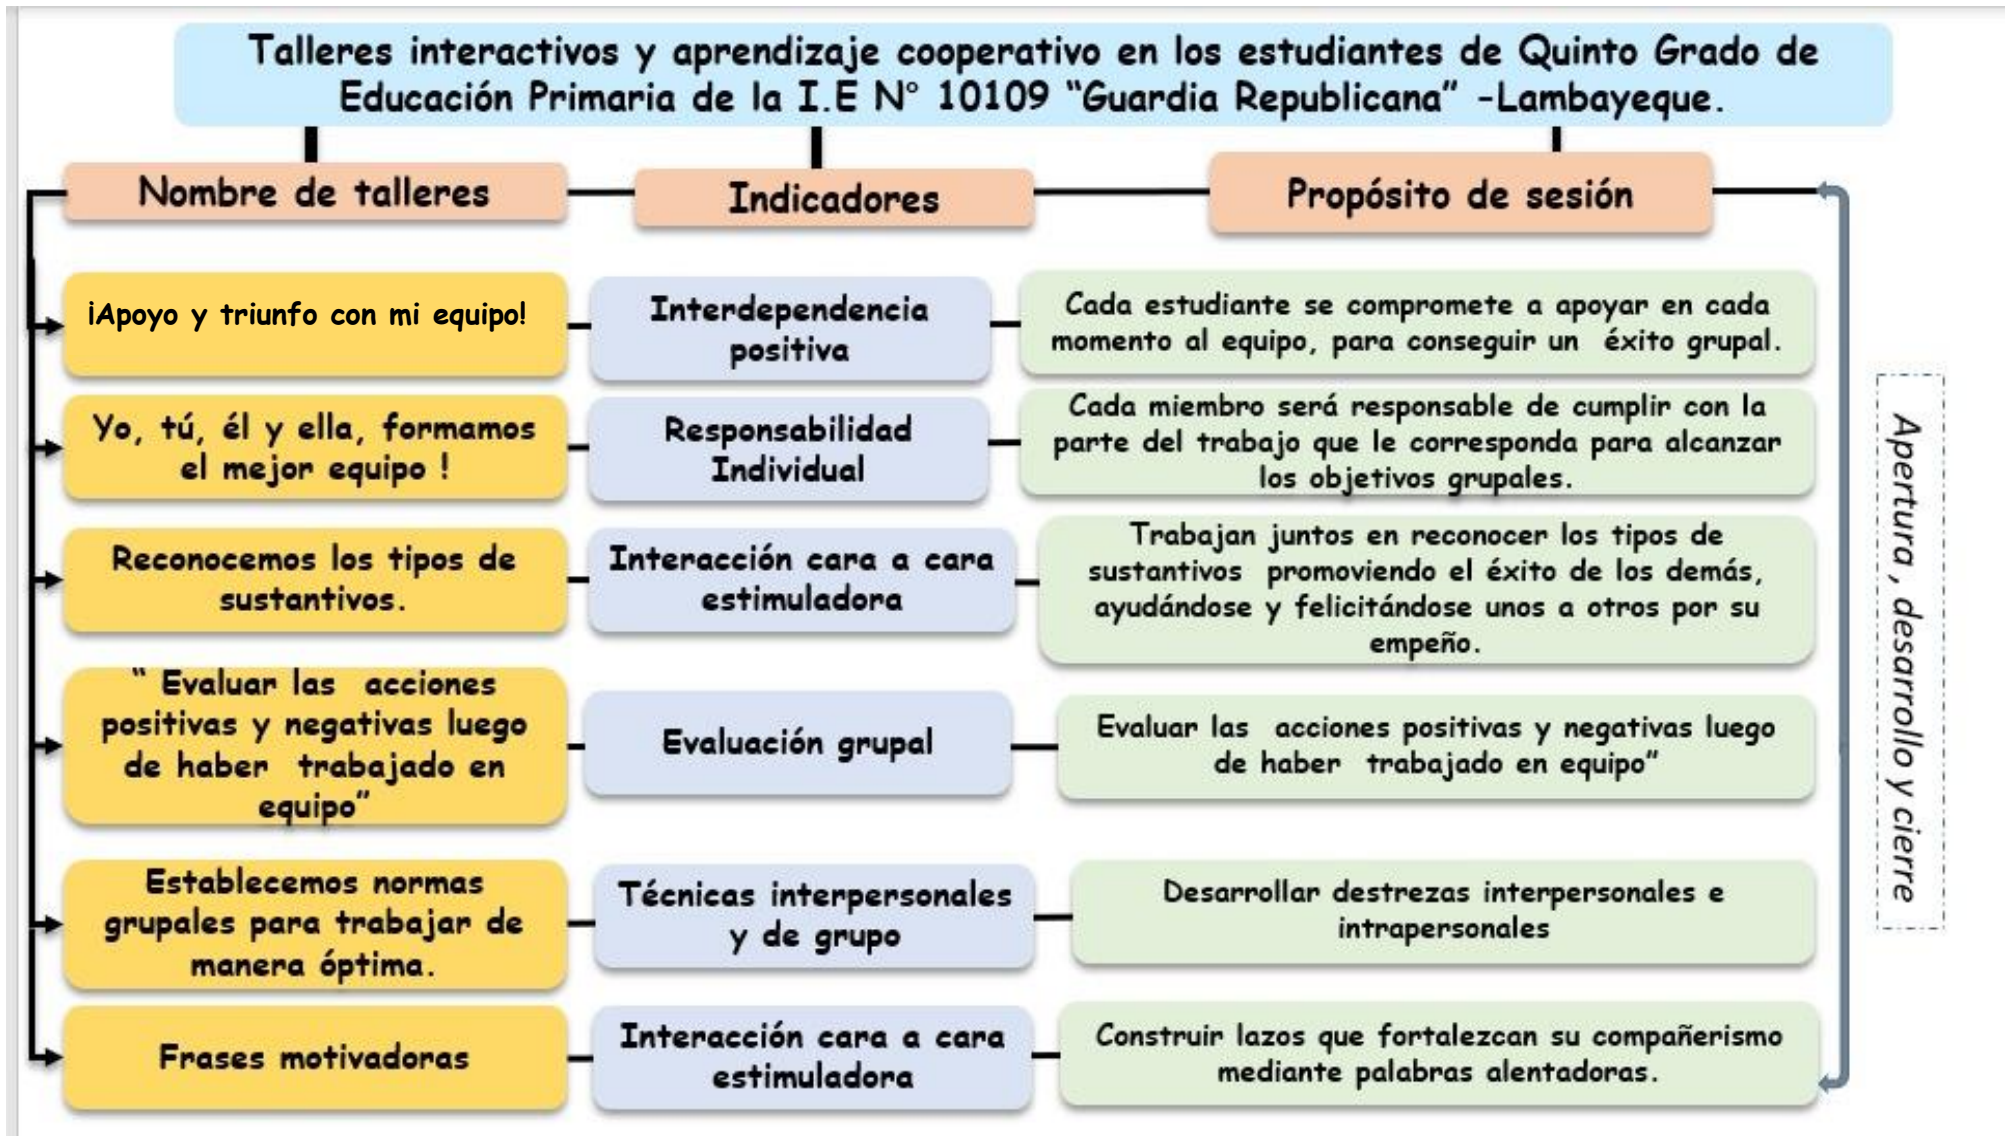 Talleres interactivos y aprendizaje cooperativo en los estudiantes de Quinto Grado de
Educación Primaria de la I.E N° 10109 “Guardia Republicana” -Lambayeque.
Nombre de talleres
Indicadores
Propósito de sesión
¡Apoyo y triunfo con mi equipo!
Interdependencia
positiva
Cada estudiante se compromete a apoyar en cada
momento al equipo, para conseguir un éxito grupal.
Yo, tú, él y ella, formamos
el mejor equipo !
Responsabilidad
Individual
Cada miembro será responsable de cumplir con la
parte del trabajo que le corresponda para alcanzar
los objetivos grupales.
Reconocemos los tipos de
sustantivos.
Interacción cara a cara
estimuladora
Trabajan juntos en reconocer los tipos de
sustantivos promoviendo el éxito de los demás,
ayudándose y felicitándose unos a otros por su
empeño.
“ Evaluar las acciones
positivas y negativas luego
de haber trabajado en
equipo”
Evaluación grupal
Evaluar las acciones positivas y negativas luego
de haber trabajado en equipo”
Establecemos normas
grupales para trabajar de
manera óptima.
Técnicas interpersonales
y de grupo
Desarrollar destrezas interpersonales e
intrapersonales
Frases motivadoras
Interacción cara a cara
estimuladora
Construir lazos que fortalezcan su compañerismo
mediante palabras alentadoras.
Apertura , desarrollo y cierre